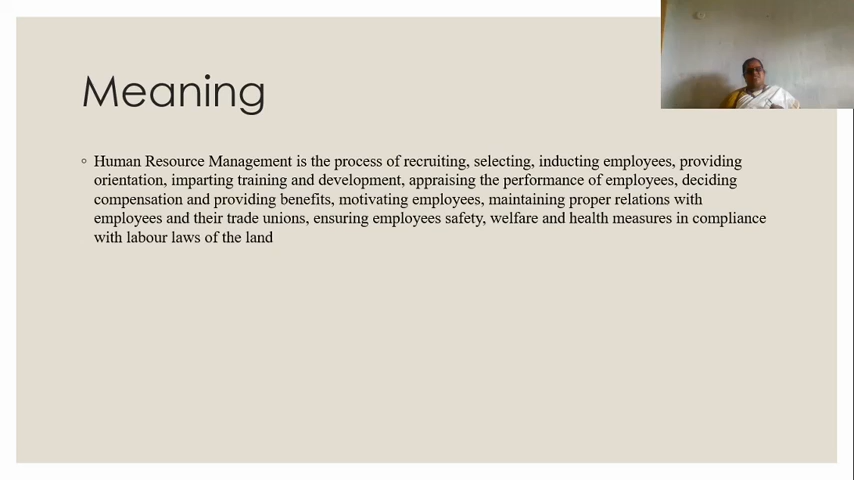 Meaning
Human Resource Management is the process of recruiting, selecting, inducting employees, providing
orientation, imparting training and development, appraising the performance of employees, deciding
compensation and providing benefits, motivating employees, maintaining proper relations with
employees and their trade unions, ensuring employees safety, welfare and health measures in compliance
with labour laws of the land